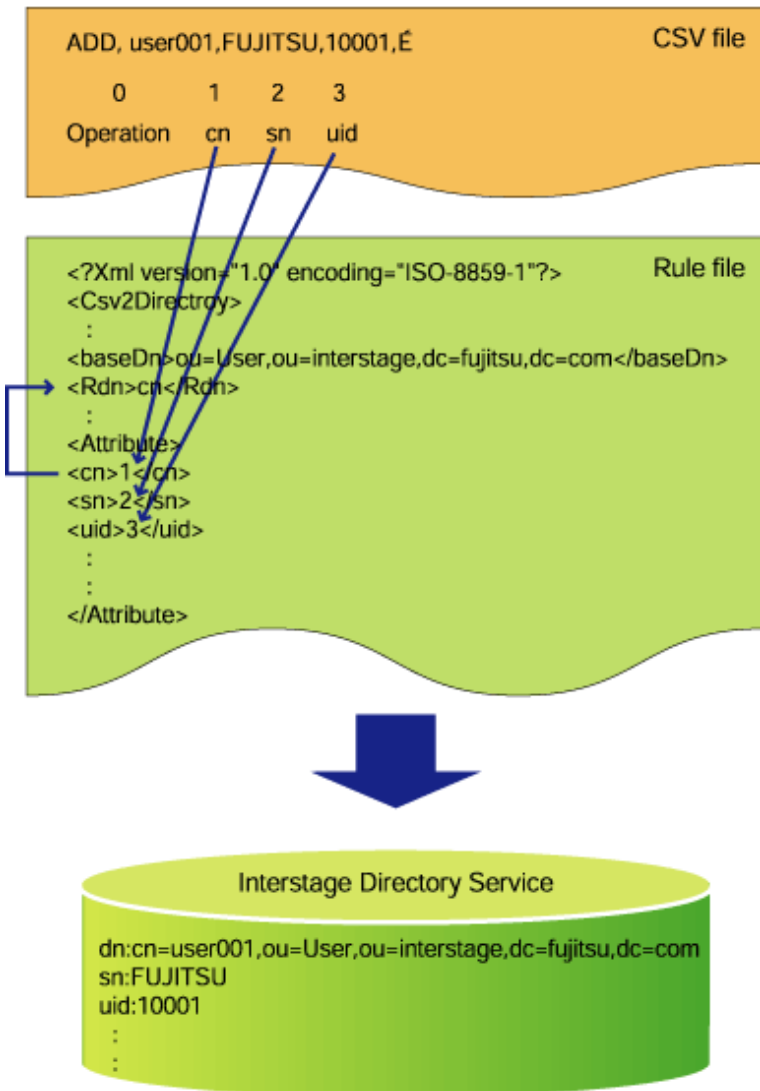 ADD, user001,FUJITSU,10001,É
CSV file
0 1 2 3
Operation cn sn uid
<?Xml version="1.0" encoding="ISO-8859-1"?>
Rule file
<Csv2Directroy>
:
<baseDn>ou=User,ou=interstage,dc=fujitsu,dc=com</baseDn>
<Rdn>cn</Rdn>
:
<Attribute>
<cn>1</cn>
<sn>2</sn>
<uid>3</uid>
:
:
</Attribute>
Interstage Directory Service
dn:cn=user001,ou=User,ou=interstage,dc=fujitsu,dc=com
sn:FUJITSU
uid:10001
:
: